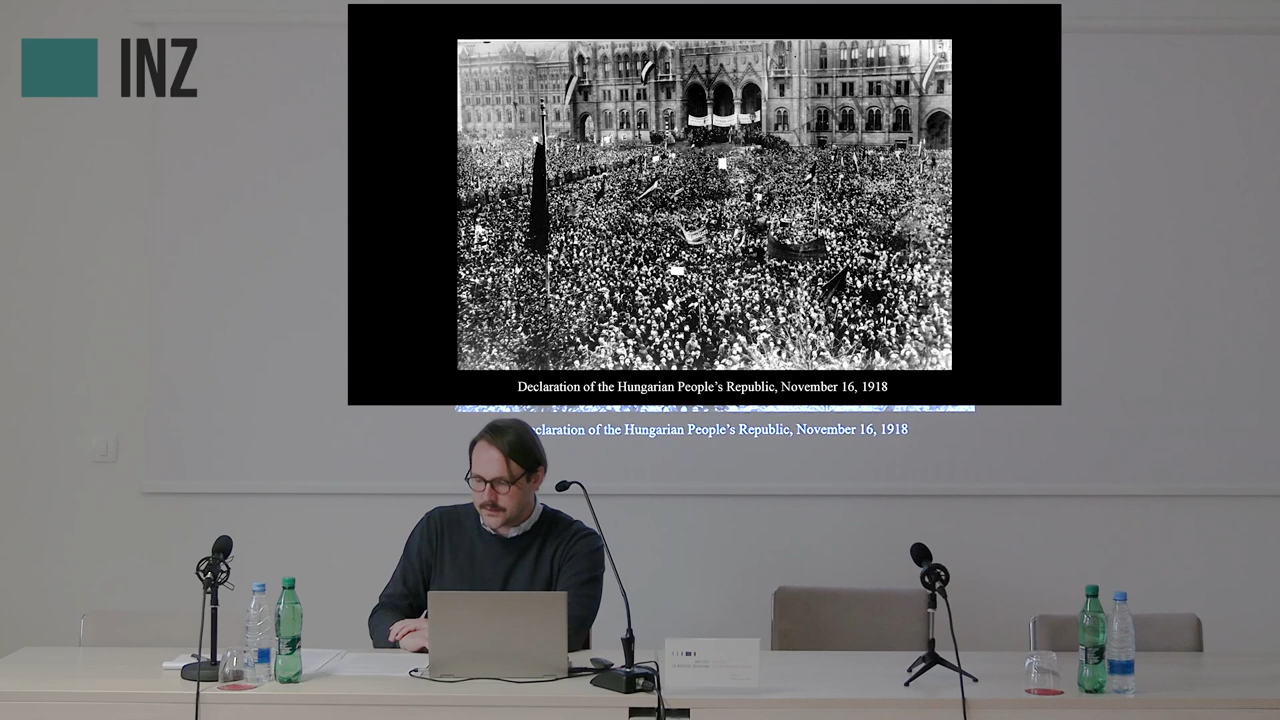 INZ
Declaration of the Hungarian People's Republic, November 16, 1918
claration of the Hungarian People's Republic, November 16, 1918